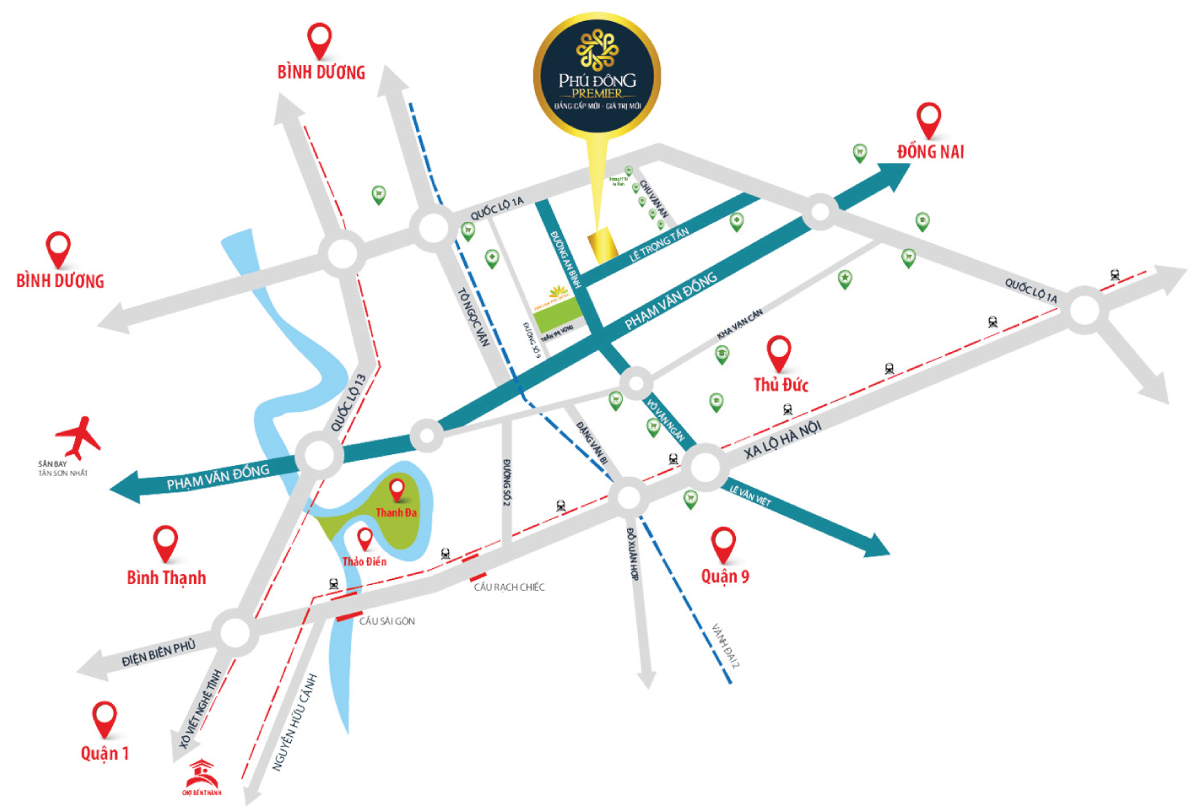 BÌNH DƯƠNG
PHÚ ĐÔNG
PREMIER
ĐẲNG CẤP MỚI - GIÁ TRỊ MỚI
ĐỒNG NAI
BÌNH DƯƠNG
QUỐC LỘ 1A
CHU VĂN AN
ĐƯỜNG AN BÌNH
LÊ TRỌNG TẤN
TÔ NGỌC VÂN
PHẠM VĂN ĐỒNG
ĐƯỜNG SỐ 9
QUỐC LỘ 1A
KHA VẠN CÂN
Thủ Đức
QUỐC LỘ 13
VÕ VĂN NGÂN
XA LỘ HÀ NỘI
ĐẶNG VĂN BI
SÂN BAY
TÂN SƠN NHẤT
PHẠM VĂN ĐỒNG
ĐƯỜNG SỐ 2
LÊ VĂN VIỆT
Thanh Đa
Thảo Điền
Bình Thạnh
ĐỖ XUÂN HỢP
Quận 9
CẦU RẠCH CHIẾC
CẦU SÀI GÒN
VÀNH ĐAI 2
ĐIỆN BIÊN PHỦ
XÔ VIẾT NGHỆ TĨNH
NGUYỄN HỮU CẢNH
Quận 1
CHỢ BẾN THÀNH